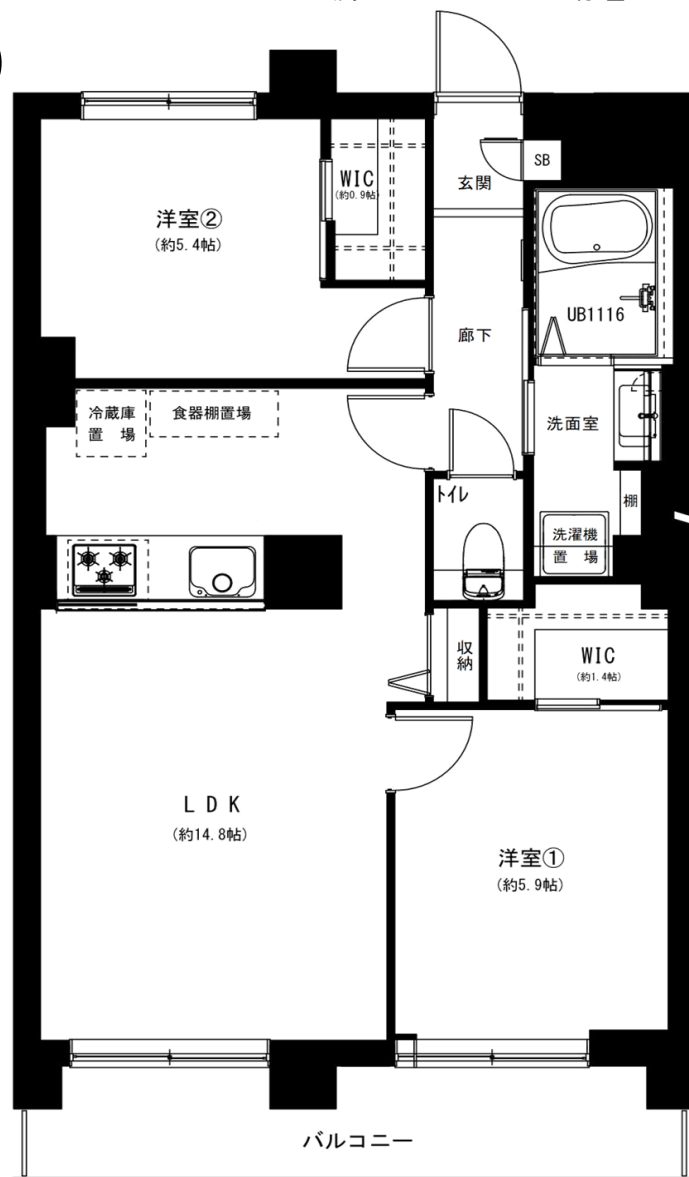 SB
玄関
WIC
(約0.9帖)
洋室②
(約5.4帖)
UB1116
廊下
冷蔵庫
置場
食器棚置場
洗面室
トイレ
棚
洗濯機
置場
収納
WIC
(約1.4帖)
LDK
(約14.8帖)
洋室①
(約5.9帖)
バルコニー